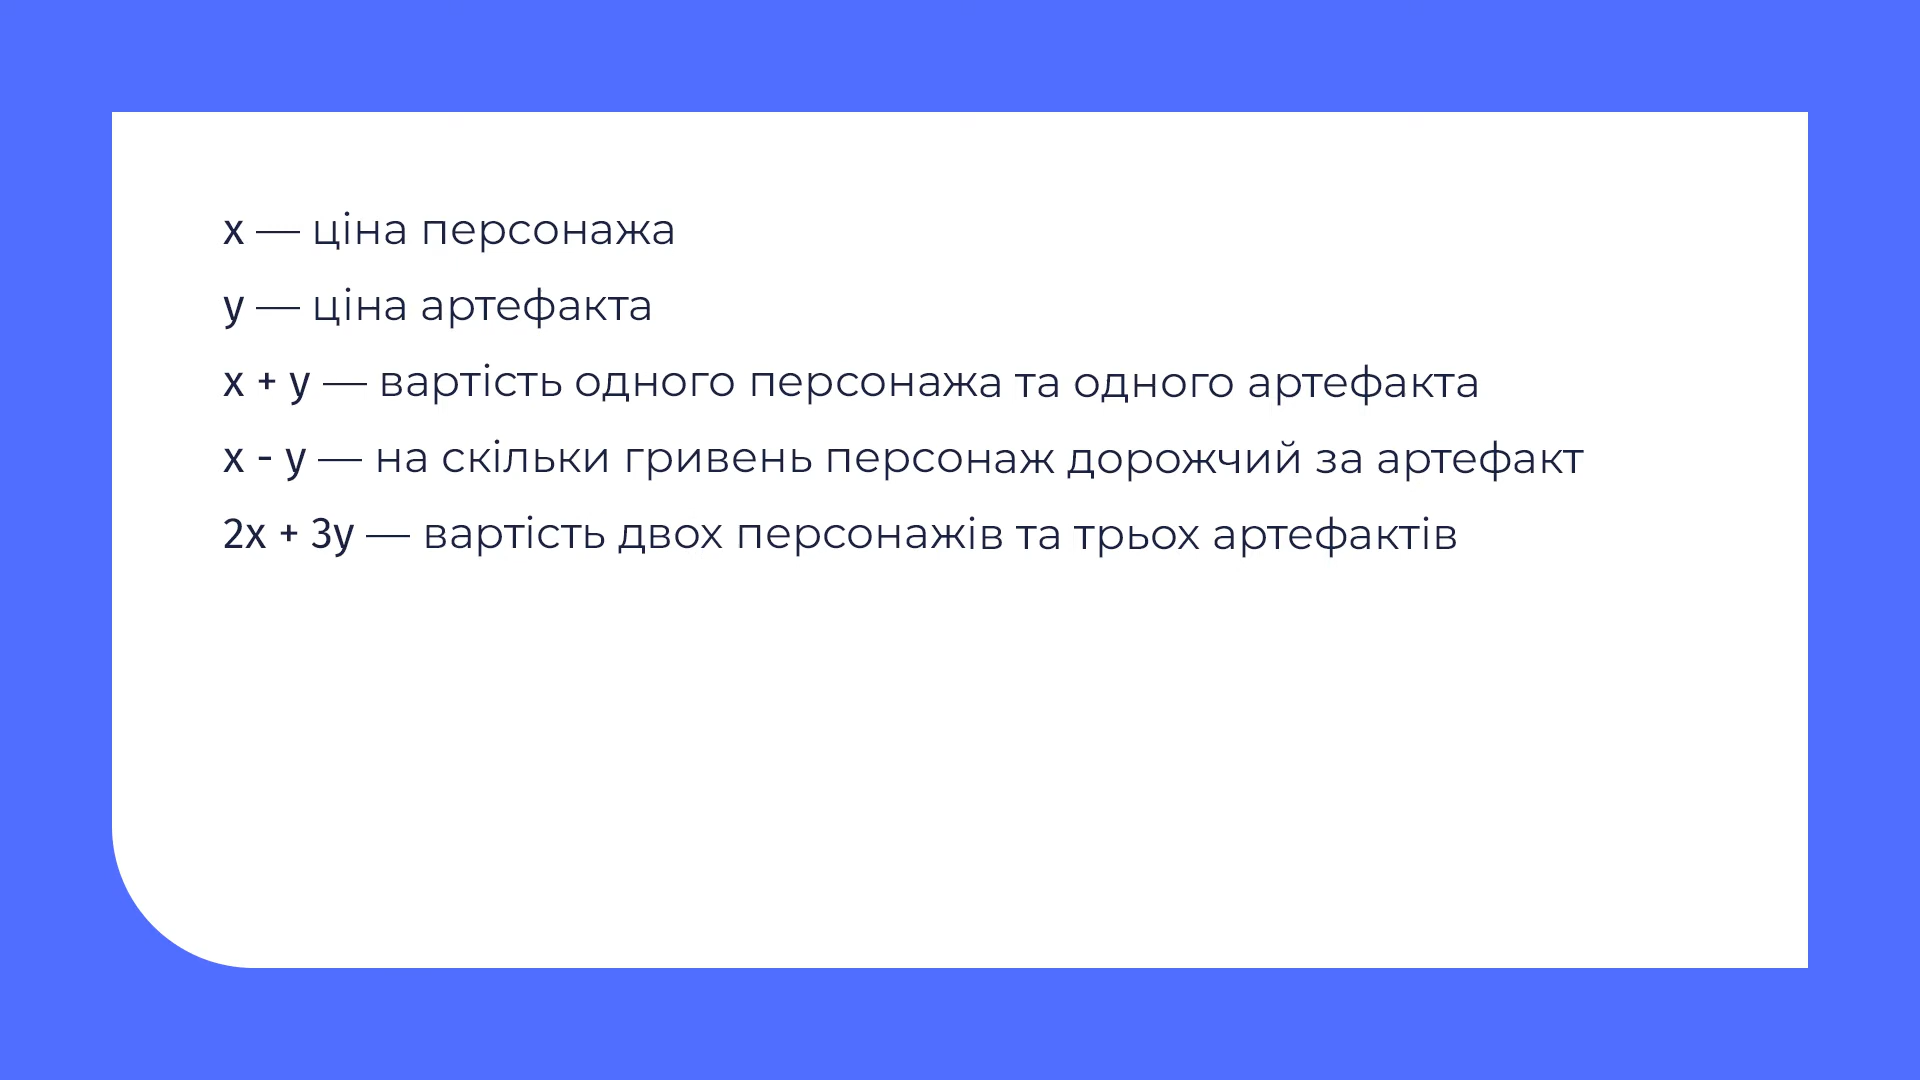 x — ціна персонажа
y — ціна артефакта
x + y — вартість одного персонажа та одного артефакта
x - y — на скільки гривень персонаж дорожчий за артефакт
2x + 3y — вартість двох персонажів та трьох артефактів